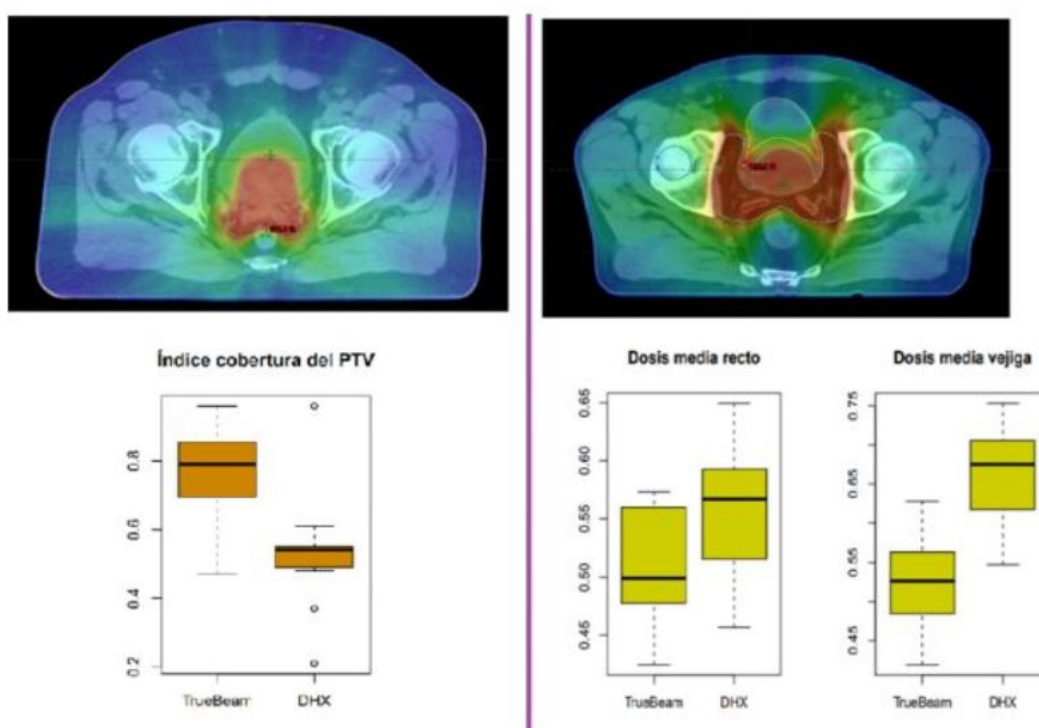 Índice cobertura del PTV
0.8
0.6
0.4
0.2
TrueBeam
DHX
Dosis media recto
0.65
0.60
0.55
0.50
0.45
TrueBeam
DHX
Dosis media vejiga
0.75
0.65
0.55
0.45
TrueBeam
DHX